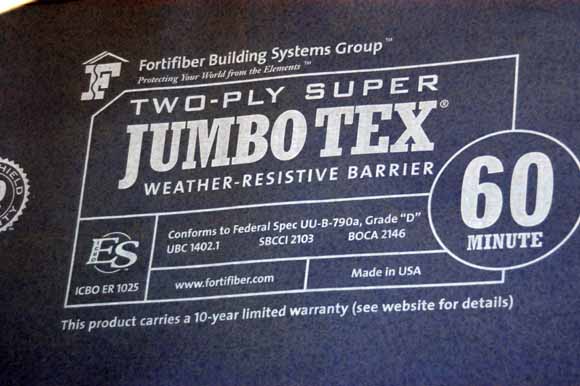 Fortifiber Building Systems Group™
Protecting Your World from the Elements™
TWO-PLY SUPER
JUMBO TEX®
WEATHER-RESISTIVE BARRIER
60
MINUTE
Conforms to Federal Spec UU-B-790a, Grade “D”
UBC 1402.1 SBCCI 2103 BOCA 2146
ES
ICBO ER 1025
www.fortifiber.com
Made in USA
This product carries a 10-year limited warranty (see website for details)
SHIELD